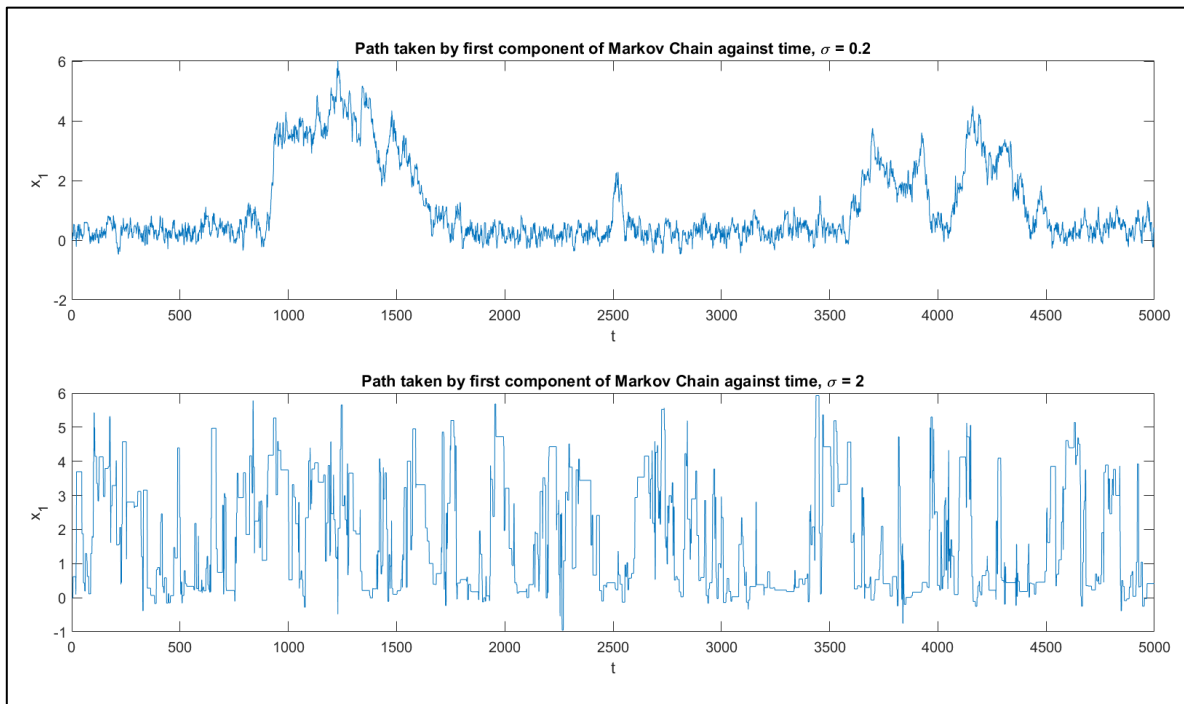 Path taken by first component of Markov Chain against time, σ = 0.2
6
4
2
0
-2
x₁
0 500 1000 1500 2000 2500 3000 3500 4000 4500 5000
t
Path taken by first component of Markov Chain against time, σ = 2
6
5
4
3
2
1
0
-1
x₁
0 500 1000 1500 2000 2500 3000 3500 4000 4500 5000
t